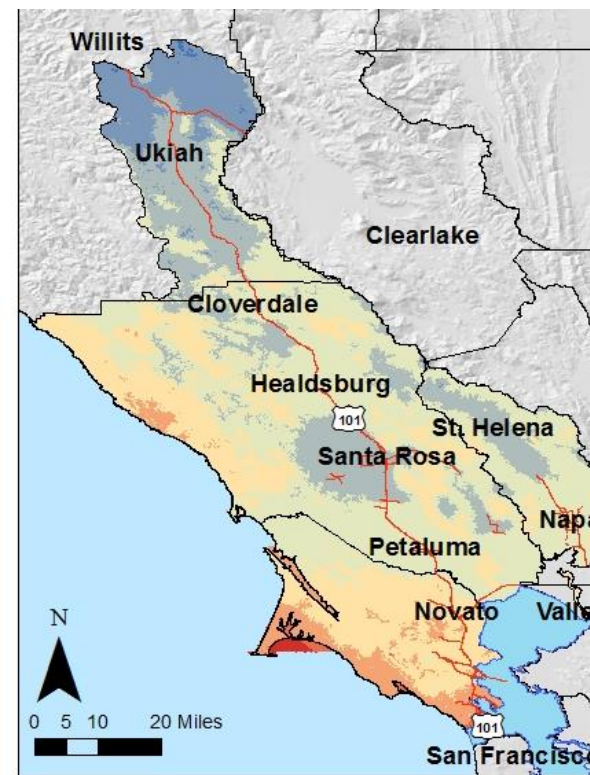 Willits
Ukiah
Clearlake
Cloverdale
Healdsburg
101
St. Helena
Santa Rosa
Napa
Petaluma
Novato
Valle
N
0 5 10 20 Miles
101
San Francisco